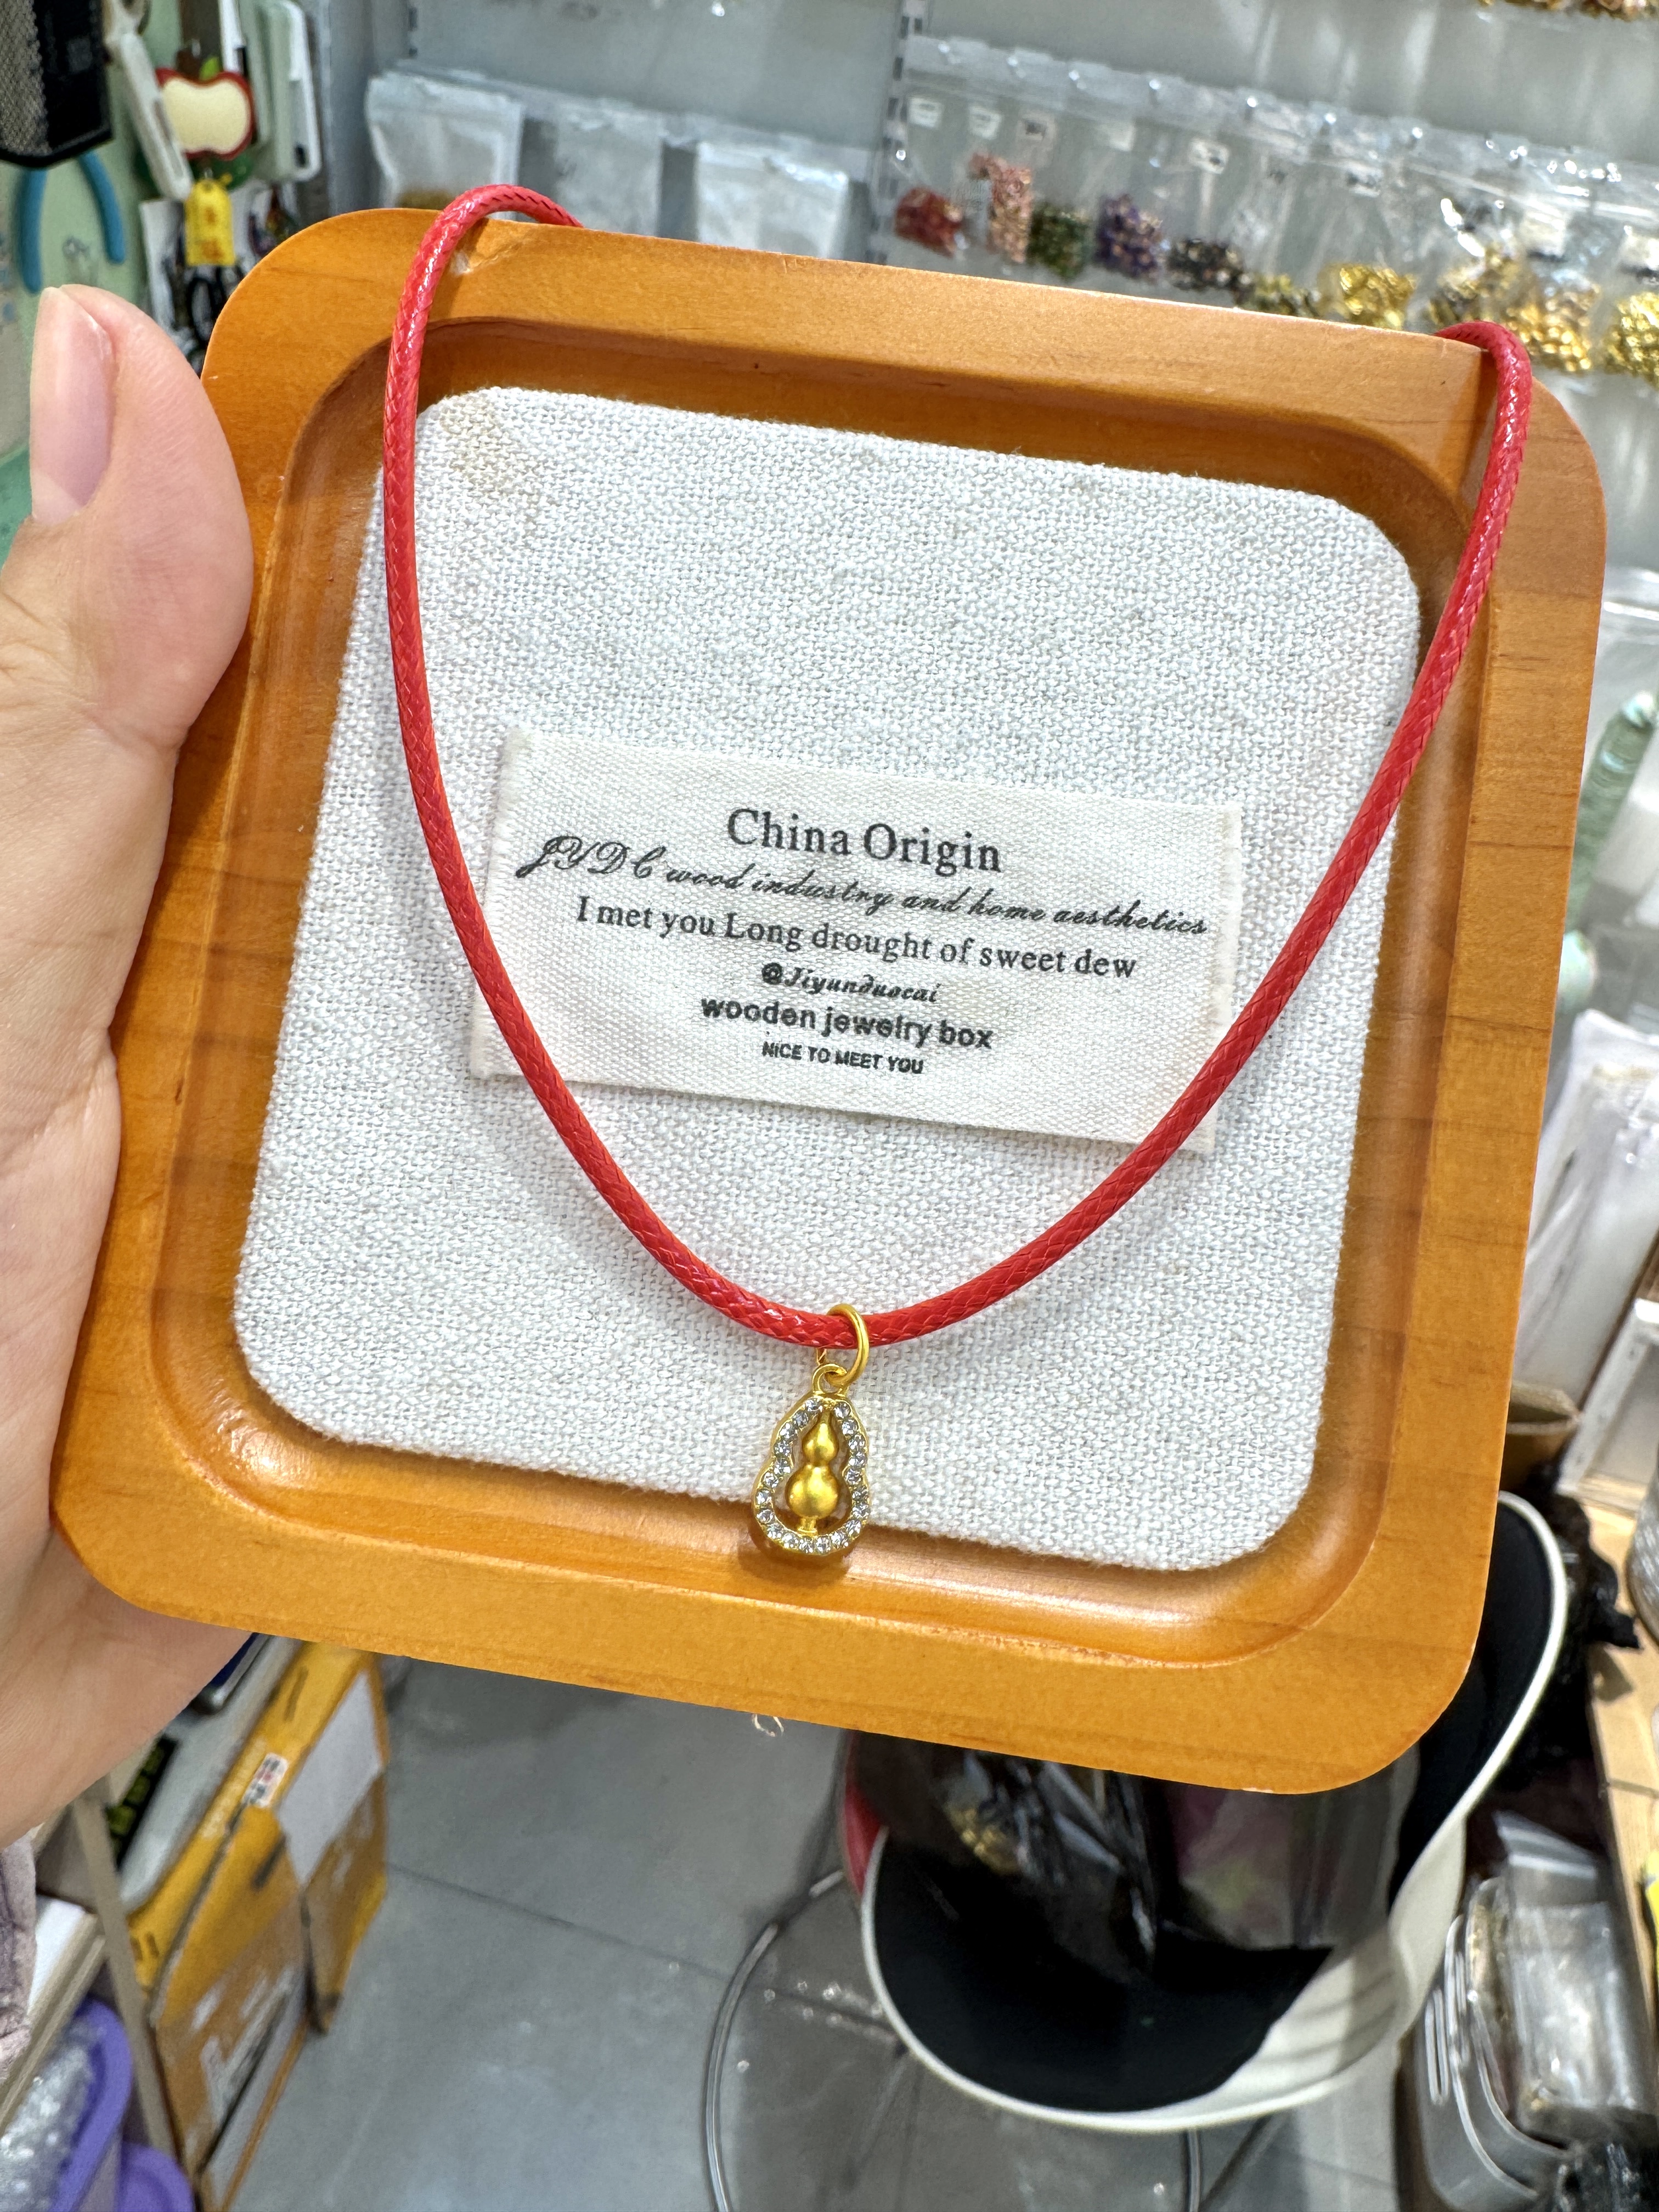 China Origin
JYDC wood industry and home aesthetics
I met you Long drought of sweet dew
@Jiyunduocai
wooden jewelry box
NiCE TO MEET YOU